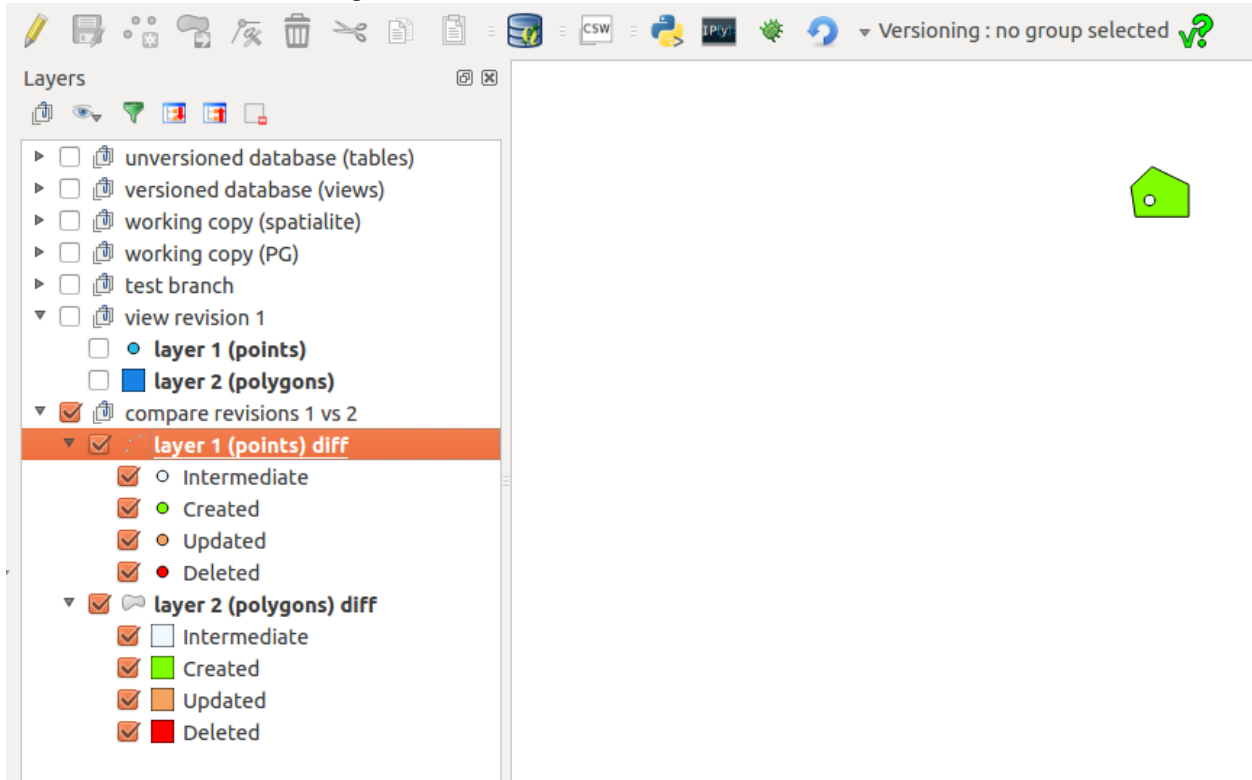 CSW
IP[y]:
Versioning : no group selected
Layers
unversioned database (tables)
versioned database (views)
working copy (spatialite)
working copy (PG)
test branch
view revision 1
layer 1 (points)
layer 2 (polygons)
compare revisions 1 vs 2
layer 1 (points) diff
Intermediate
Created
Updated
Deleted
layer 2 (polygons) diff
Intermediate
Created
Updated
Deleted